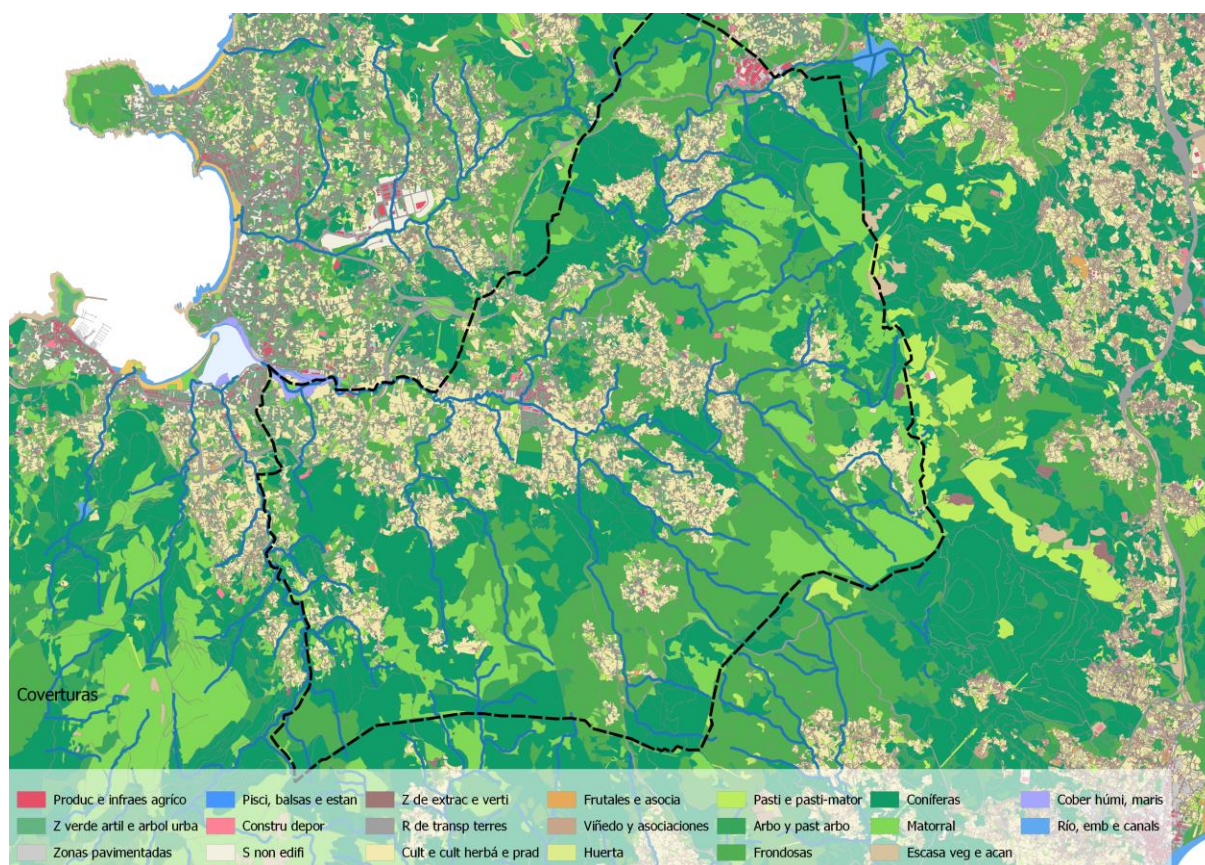 Coverturas
Produc e infraes agríco
Pisci, balsas e estan
Z de extrac e verti
Frutales e asocia
Pasti e pasti-mator
Coníferas
Cober húmi, maris
Z verde artil e arbol urba
Constru depor
R de transp terres
Viñedo y asociaciones
Arbo y past arbo
Matorral
Río, emb e canals
Zonas pavimentadas
S non edifi
Cult e cult herbá e prad
Huerta
Frondosas
Escasa veg e acan